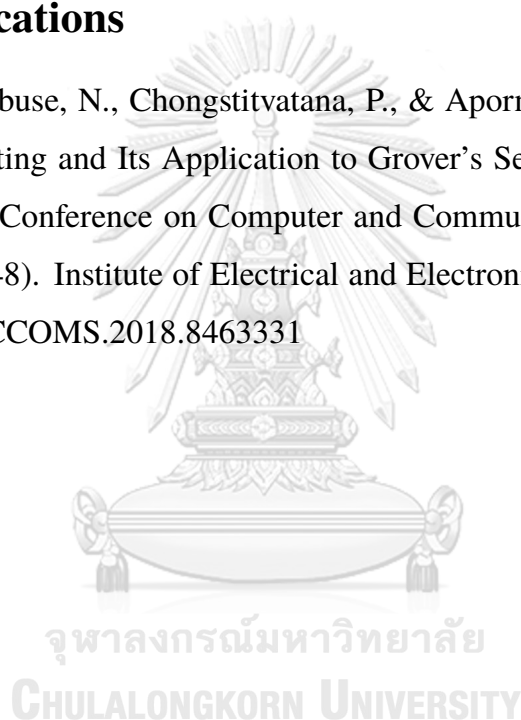 cations
buse, N., Chongstitvatana, P., & Aporn
ting and Its Application to Grover's Se
Conference on Computer and Commu
-8). Institute of Electrical and Electroni
CCOMS.2018.8463331
จุฬาลงกรณ์มหาวิทยาลัย
CHULALONGKORN UNIVERSITY